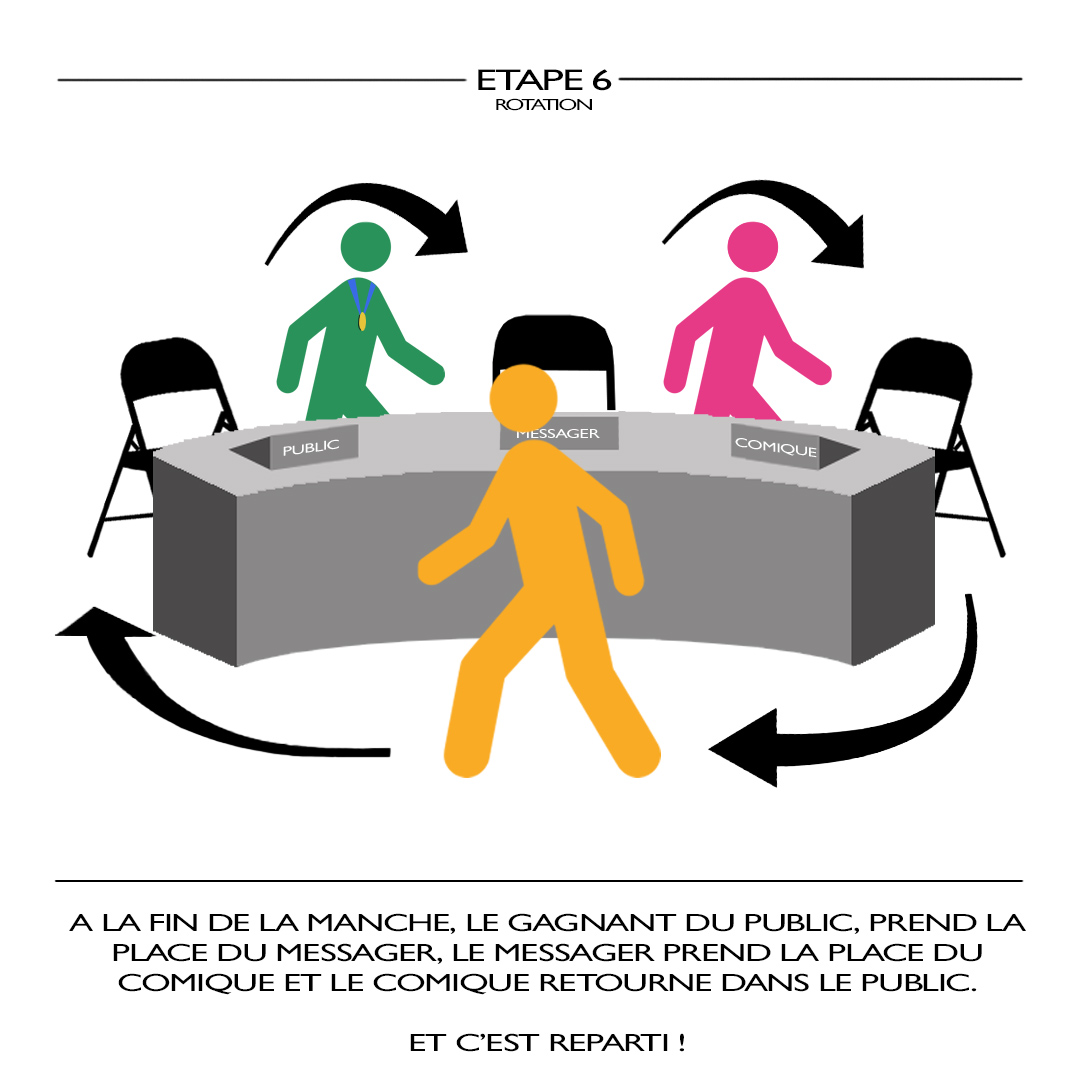 ETAPE 6
ROTATION
PUBLIC
MESSAGER
COMIQUE
A LA FIN DE LA MANCHE, LE GAGNANT DU PUBLIC, PREND LA
PLACE DU MESSAGER, LE MESSAGER PREND LA PLACE DU
COMIQUE ET LE COMIQUE RETOURNE DANS LE PUBLIC.
ET C'EST REPARTI !